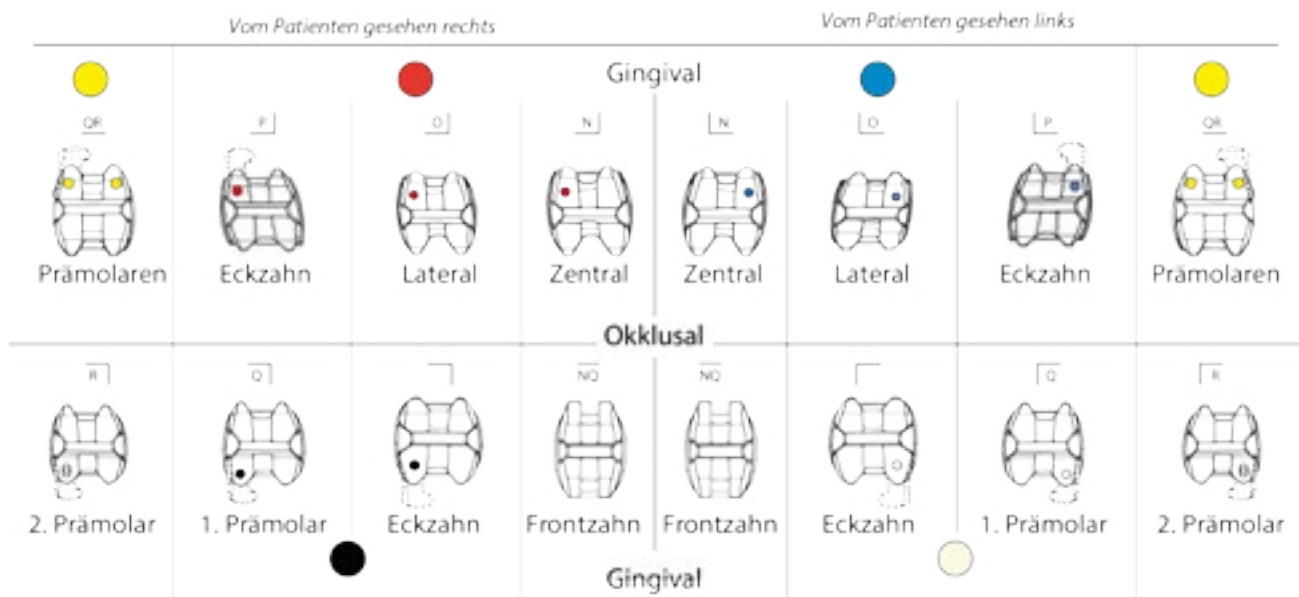 Vom Patienten gesehen rechts Vom Patienten gesehen links
Gingival
QR P O N N O P QR
Prämolaren Eckzahn Lateral Zentral Zentral Lateral Eckzahn Prämolaren
Okklusal
R Q NQ NQ Q R
2. Prämolar 1. Prämolar Eckzahn Frontzahn Frontzahn Eckzahn 1. Prämolar 2. Prämolar
Gingival